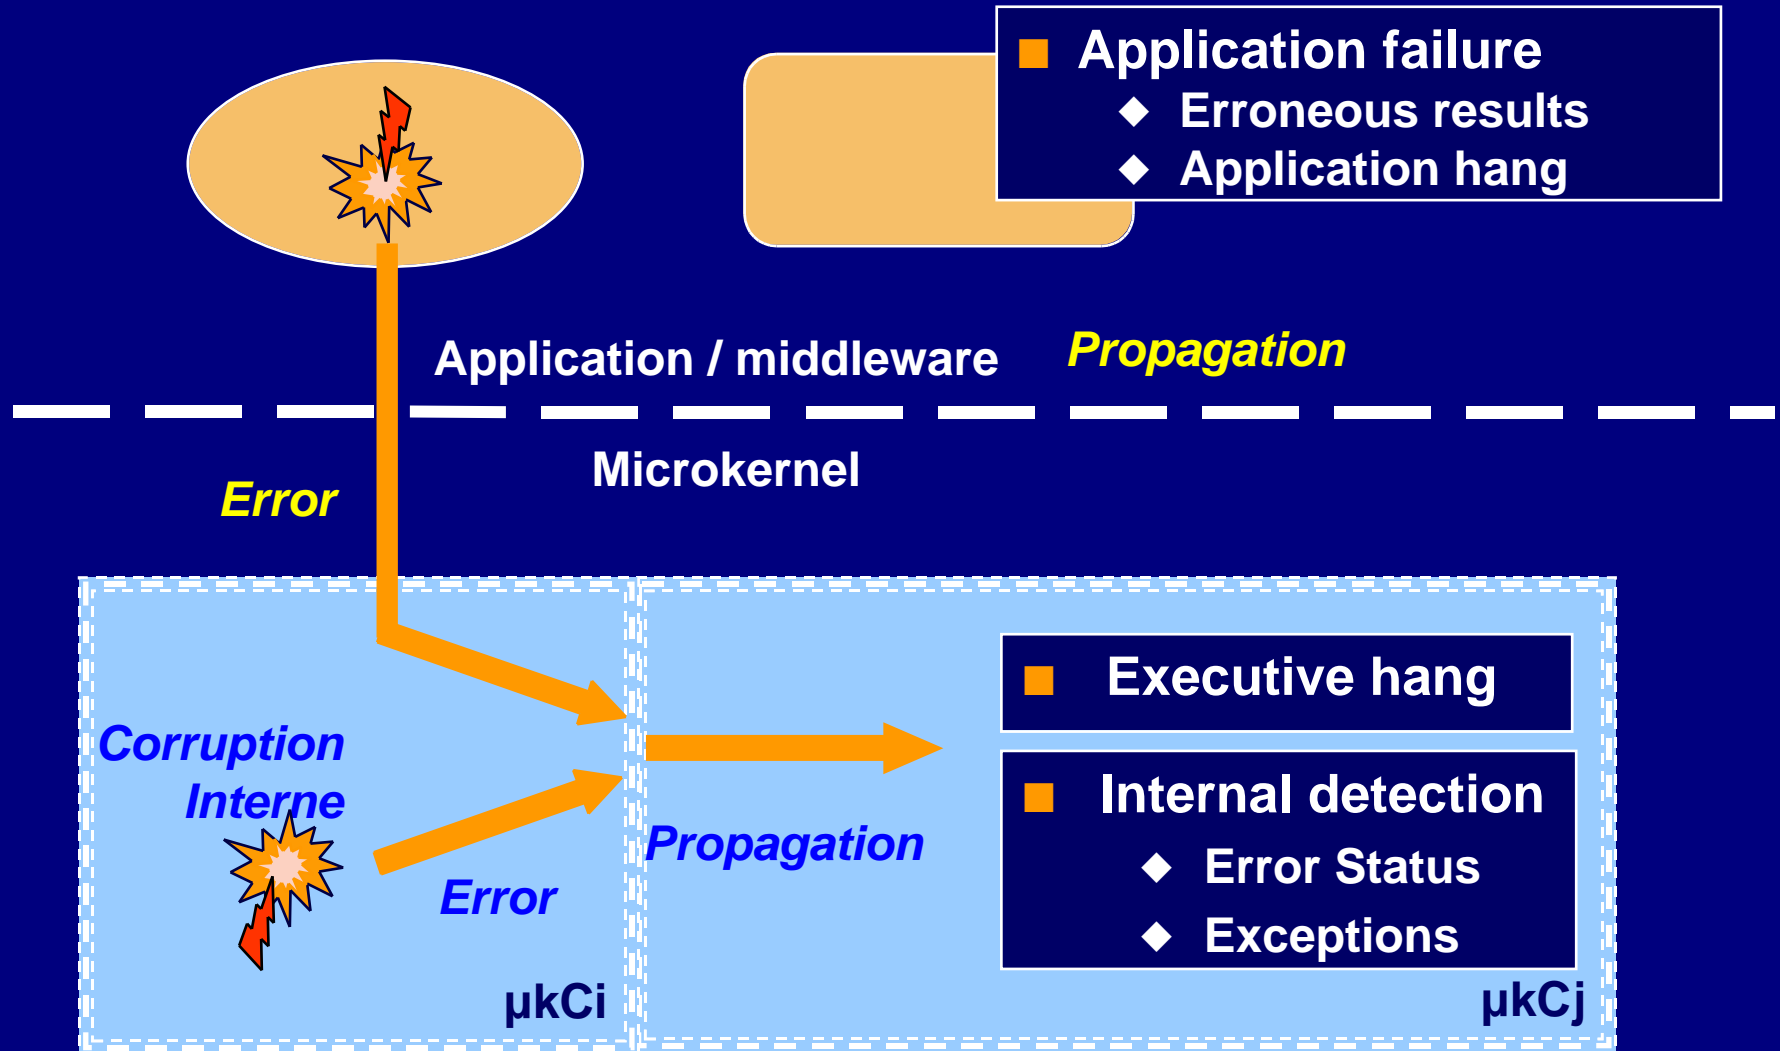 Application failure
Erroneous results
Application hang
Application / middleware
Propagation
Microkernel
Error
Executive hang
Corruption
Interne
Internal detection
Propagation
Error Status
Error
Exceptions
µkCi
µkCj